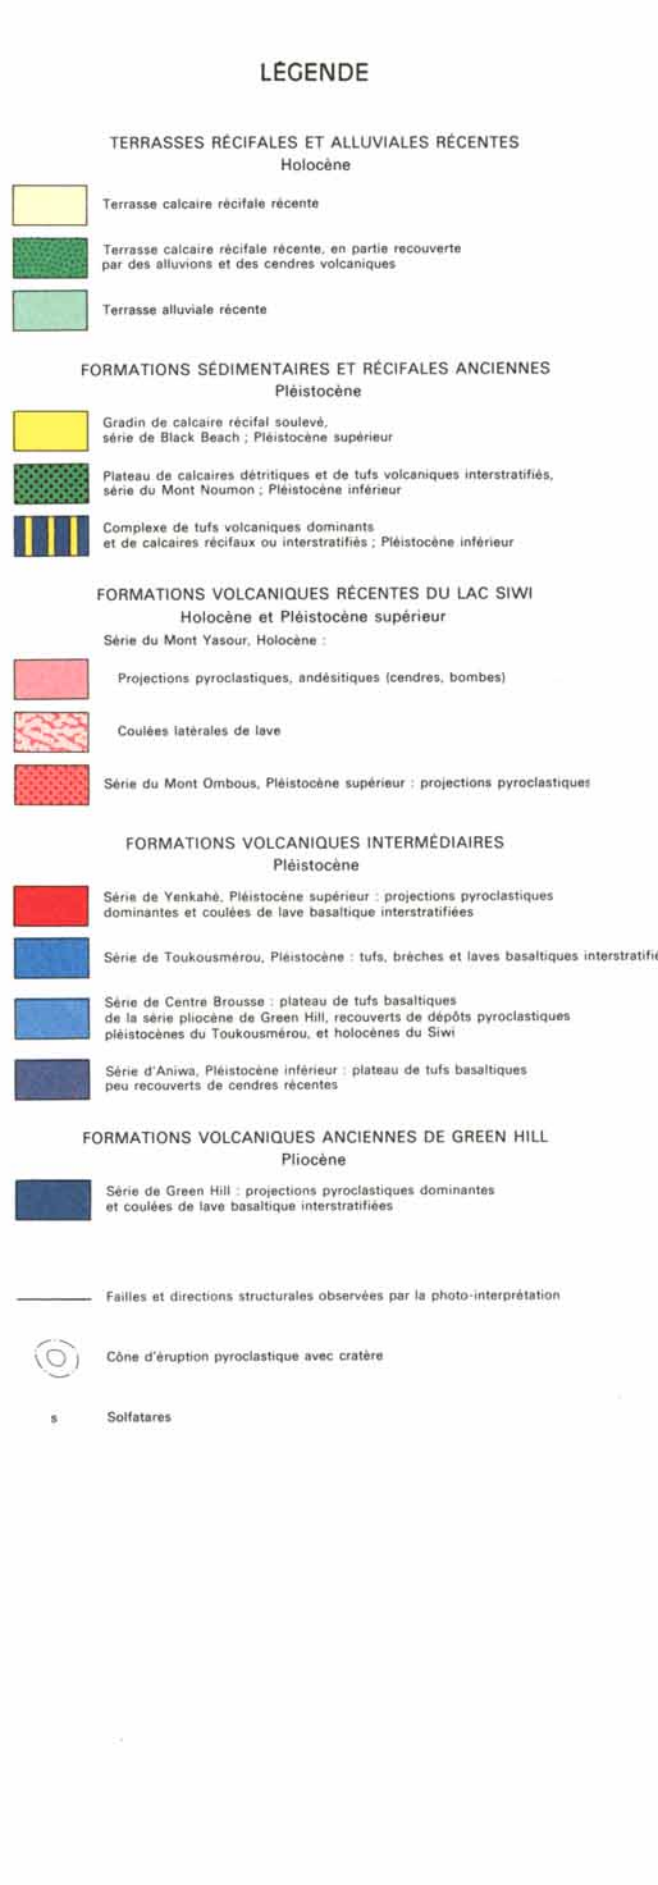 LÉGENDE
TERRASSES RÉCIFALES ET ALLUVIALES RÉCENTES
Holocène
Terrasse calcaire récifale récente
Terrasse calcaire récifale récente, en partie recouverte
par des alluvions et des cendres volcaniques
Terrasse alluviale récente
FORMATIONS SÉDIMENTAIRES ET RÉCIFALES ANCIENNES
Pléistocène
Gradin de calcaire récifal soulevé,
série de Black Beach ; Pléistocène supérieur
Plateau de calcaires détritiques et de tufs volcaniques interstratifiés,
série du Mont Noumon ; Pléistocène inférieur
Complexe de tufs volcaniques dominants
et de calcaires récifaux ou interstratifiés ; Pléistocène inférieur
FORMATIONS VOLCANIQUES RÉCENTES DU LAC SIWI
Holocène et Pléistocène supérieur
Série du Mont Yasour, Holocène :
Projections pyroclastiques, andésitiques (cendres, bombes)
Coulées latérales de lave
Série du Mont Ombous, Pléistocène supérieur : projections pyroclastiques
FORMATIONS VOLCANIQUES INTERMÉDIAIRES
Pléistocène
Série de Yenkahé, Pléistocène supérieur : projections pyroclastiques
dominantes et coulées de lave basaltique interstratifiées
Série de Toukousmérou, Pléistocène : tufs, brèches et laves basaltiques interstratifié
Série de Centre Brousse : plateau de tufs basaltiques
de la série pliocène de Green Hill, recouverts de dépôts pyroclastiques
pléistocènes du Toukousmérou, et holocènes du Siwi
Série d'Aniwa, Pléistocène inférieur : plateau de tufs basaltiques
peu recouverts de cendres récentes
FORMATIONS VOLCANIQUES ANCIENNES DE GREEN HILL
Pliocène
Série de Green Hill : projections pyroclastiques dominantes
et coulées de lave basaltique interstratifiées
Failles et directions structurales observées par la photo-interprétation
Cône d'éruption pyroclastique avec cratère
s Solfatares